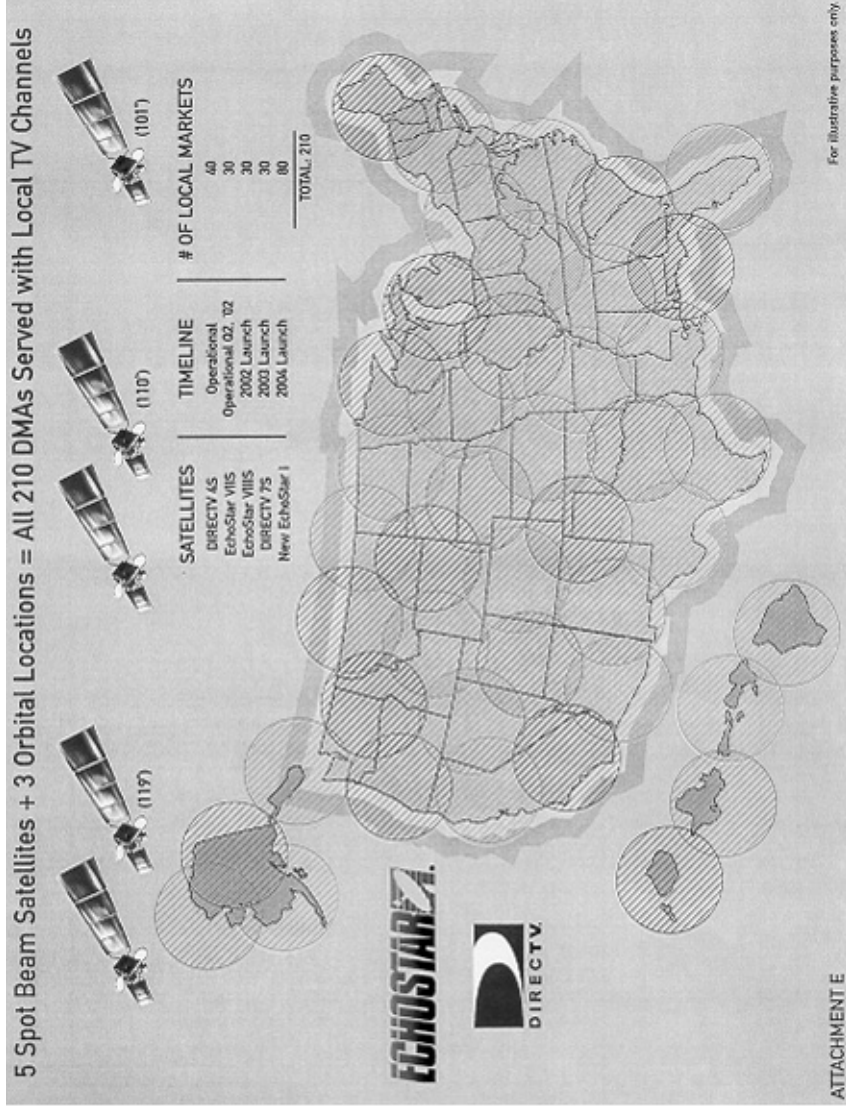 5 Spot Beam Satellites + 3 Orbital Locations = All 210 DMAs Served with Local TV Channels
(119°)
(110°)
(101°)
SATELLITES TIMELINE # OF LOCAL MARKETS
DIRECTV 4S Operational 40
EchoStar VIIS Operational Q2, '02 30
EchoStar VIIIS 2002 Launch 30
DIRECTV 7S 2003 Launch 30
New EchoStar I 2004 Launch 80
TOTAL: 210
ECHOSTAR.
DIRECTV.
ATTACHMENT E
For illustrative purposes only.